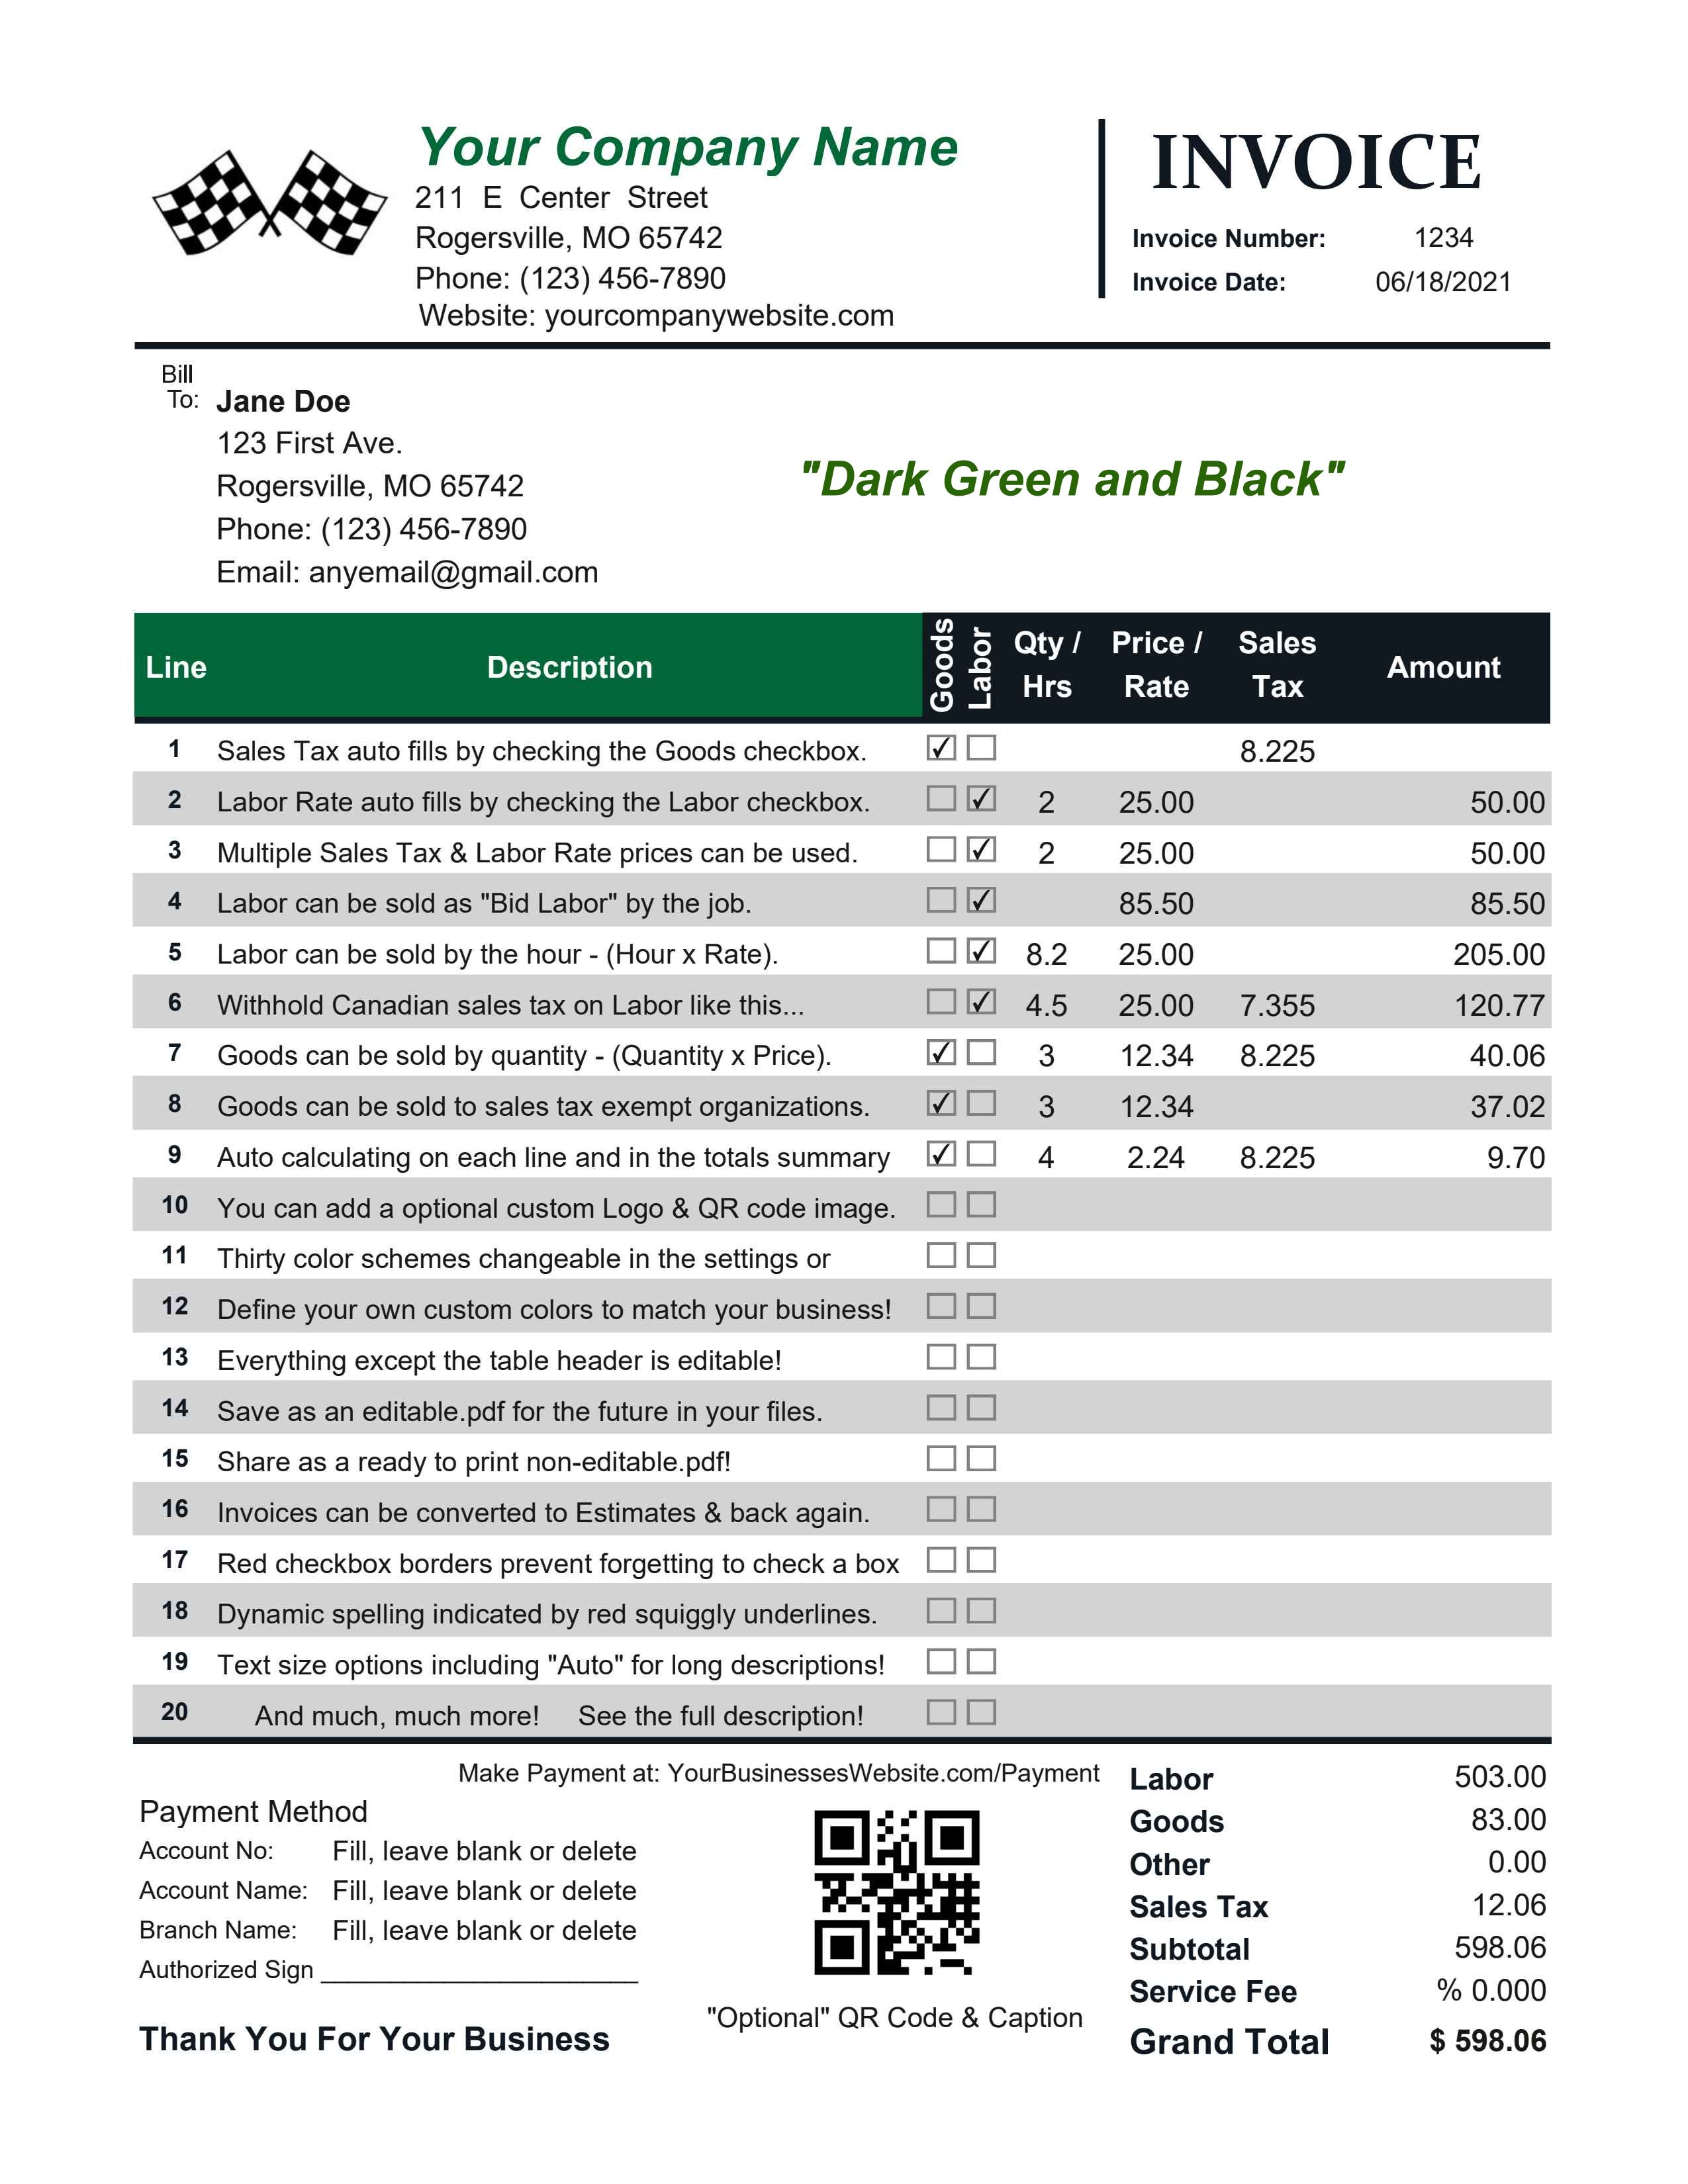 Your Company Name
211 E Center Street
Rogersville, MO 65742
Phone: (123) 456-7890
Website: yourcompanywebsite.com
INVOICE
Invoice Number: 1234
Invoice Date: 06/18/2021
Bill
To: Jane Doe
123 First Ave.
Rogersville, MO 65742
Phone: (123) 456-7890
Email: anyemail@gmail.com
"Dark Green and Black"
Line Description Goods Labor Qty / Hrs Price / Rate Sales Tax Amount
1 Sales Tax auto fills by checking the Goods checkbox. ✓ 8.225
2 Labor Rate auto fills by checking the Labor checkbox. ✓ 2 25.00 50.00
3 Multiple Sales Tax & Labor Rate prices can be used. ✓ 2 25.00 50.00
4 Labor can be sold as "Bid Labor" by the job. ✓ 85.50 85.50
5 Labor can be sold by the hour - (Hour x Rate). ✓ 8.2 25.00 205.00
6 Withhold Canadian sales tax on Labor like this... ✓ 4.5 25.00 7.355 120.77
7 Goods can be sold by quantity - (Quantity x Price). ✓ 3 12.34 8.225 40.06
8 Goods can be sold to sales tax exempt organizations. ✓ 3 12.34 37.02
9 Auto calculating on each line and in the totals summary ✓ 4 2.24 8.225 9.70
10 You can add a optional custom Logo & QR code image.
11 Thirty color schemes changeable in the settings or
12 Define your own custom colors to match your business!
13 Everything except the table header is editable!
14 Save as an editable.pdf for the future in your files.
15 Share as a ready to print non-editable.pdf!
16 Invoices can be converted to Estimates & back again.
17 Red checkbox borders prevent forgetting to check a box
18 Dynamic spelling indicated by red squiggly underlines.
19 Text size options including "Auto" for long descriptions!
20 And much, much more! See the full description!
Make Payment at: YourBusinessesWebsite.com/Payment
Payment Method
Account No: Fill, leave blank or delete
Account Name: Fill, leave blank or delete
Branch Name: Fill, leave blank or delete
Authorized Sign
Thank You For Your Business
"Optional" QR Code & Caption
Labor 503.00
Goods 83.00
Other 0.00
Sales Tax 12.06
Subtotal 598.06
Service Fee % 0.000
Grand Total $ 598.06